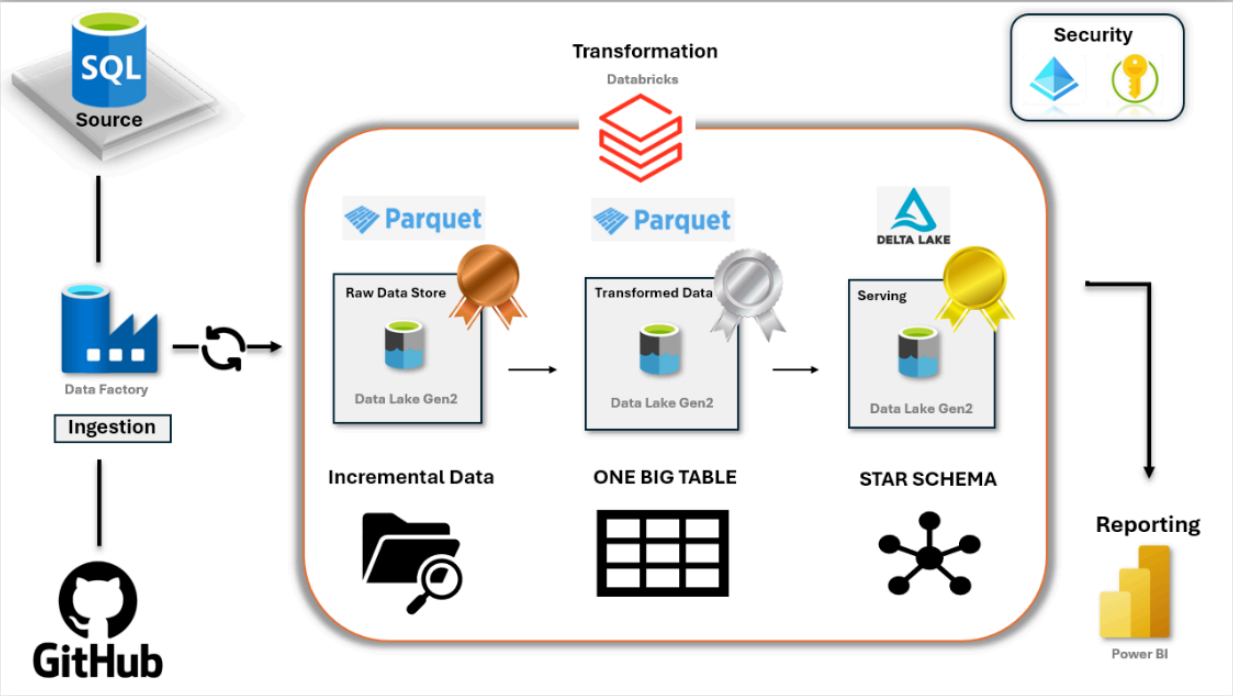 SQL
Source
Transformation
Databricks
Security
Parquet
Parquet
DELTA LAKE
Raw Data Store
Transformed Data
Serving
Data Lake Gen2
Data Lake Gen2
Data Lake Gen2
Data Factory
Ingestion
Incremental Data
ONE BIG TABLE
STAR SCHEMA
Reporting
GitHub
Power BI